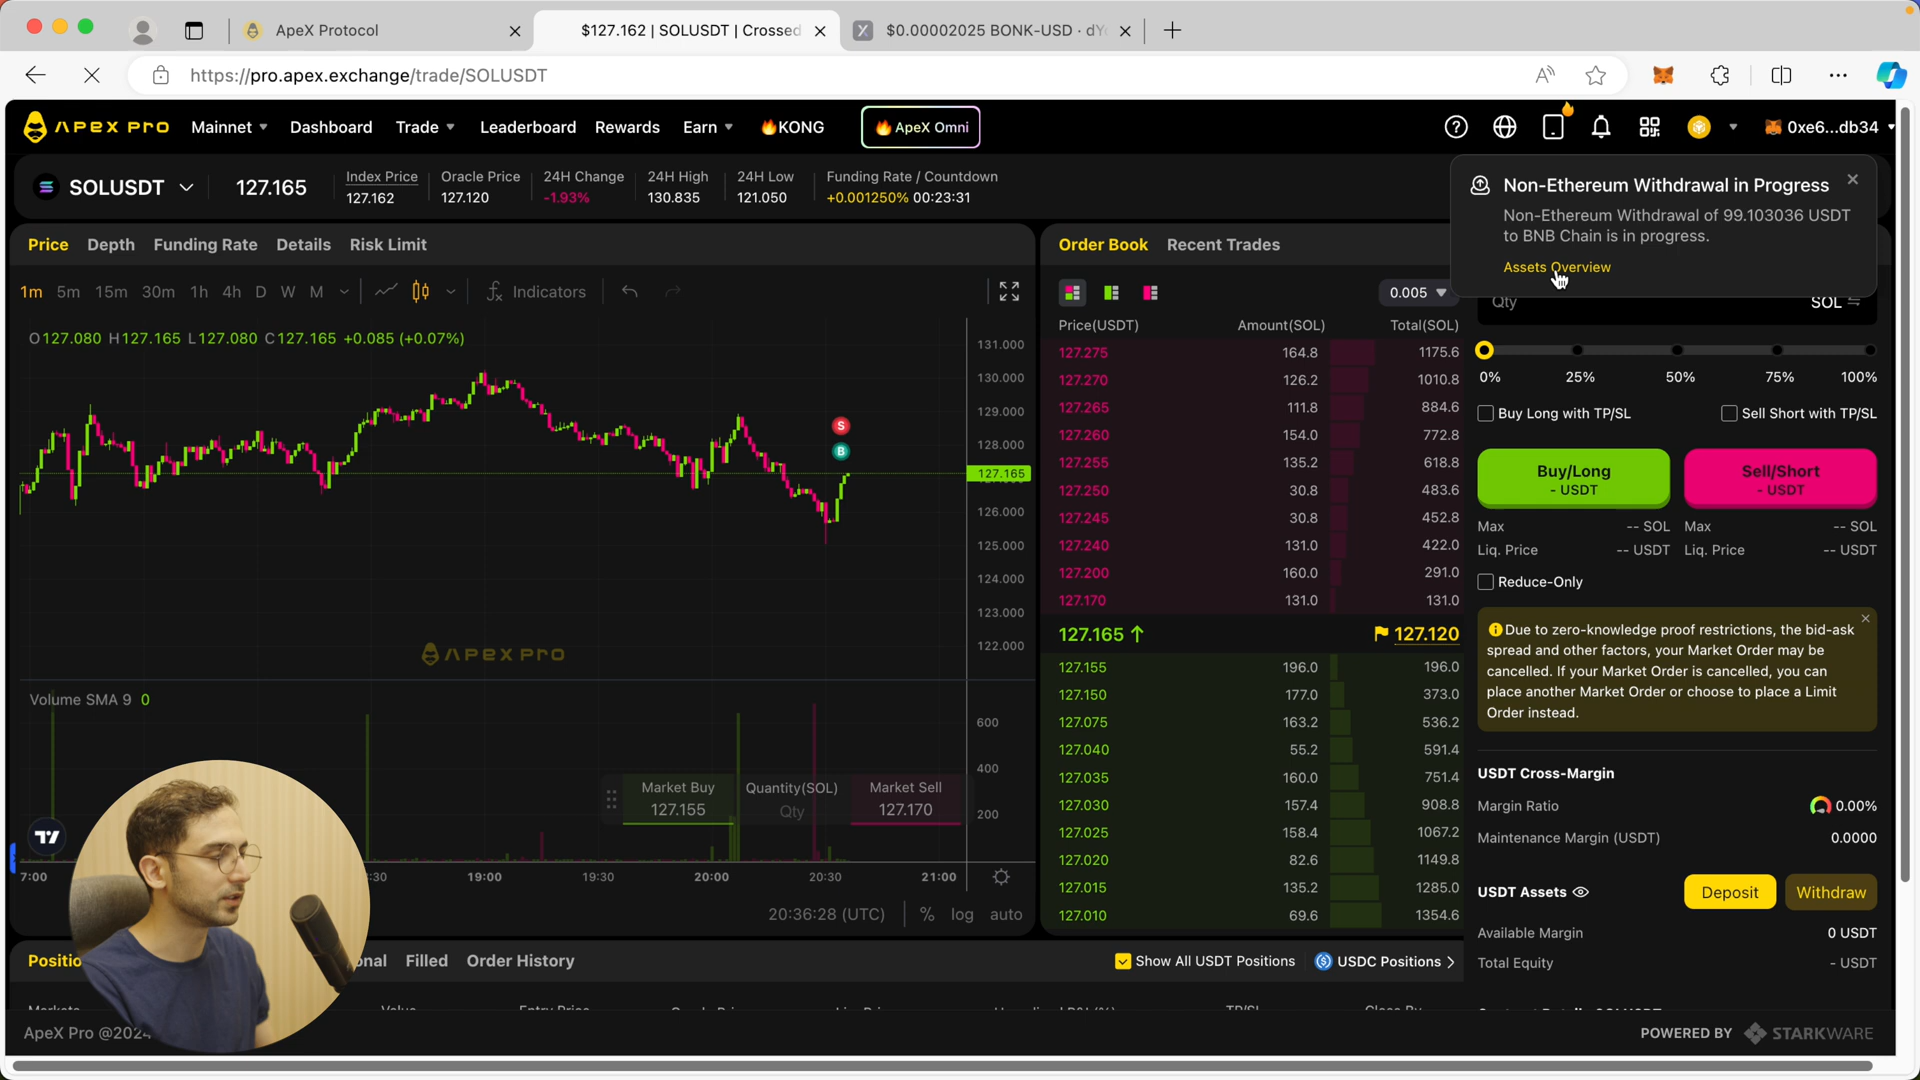 ApeX Protocol
$127.162 | SOLUSDT | Crossed
$0.00002025 BONK-USD · dY
https://pro.apex.exchange/trade/SOLUSDT
APEX PRO
Mainnet
Dashboard
Trade
Leaderboard
Rewards
Earn
KONG
ApeX Omni
0xe6...db34
SOLUSDT
127.165
Index Price
127.162
Oracle Price
127.120
24H Change
-1.93%
24H High
130.835
24H Low
121.050
Funding Rate / Countdown
+0.001250% 00:23:31
Non-Ethereum Withdrawal in Progress
Non-Ethereum Withdrawal of 99.103036 USDT
to BNB Chain is in progress.
Assets Overview
Price Depth Funding Rate Details Risk Limit
1m 5m 15m 30m 1h 4h D W M
Indicators
O127.080 H127.165 L127.080 C127.165 +0.085 (+0.07%)
131.000
130.000
129.000
128.000
127.165
126.000
125.000
124.000
123.000
122.000
S
B
APEX PRO
Volume SMA 9 0
600
400
200
Market Buy
127.155
Quantity(SOL)
Qty
Market Sell
127.170
7:00
:30
19:00
19:30
20:00
20:30
21:00
20:36:28 (UTC)
% log auto
Order Book Recent Trades
0.005
Price(USDT) Amount(SOL) Total(SOL)
127.275 164.8 1175.6
127.270 126.2 1010.8
127.265 111.8 884.6
127.260 154.0 772.8
127.255 135.2 618.8
127.250 30.8 483.6
127.245 30.8 452.8
127.240 131.0 422.0
127.200 160.0 291.0
127.170 131.0 131.0
127.165 127.120
127.155 196.0 196.0
127.150 177.0 373.0
127.075 163.2 536.2
127.040 55.2 591.4
127.035 160.0 751.4
127.030 157.4 908.8
127.025 158.4 1067.2
127.020 82.6 1149.8
127.015 135.2 1285.0
127.010 69.6 1354.6
Qty SOL
0% 25% 50% 75% 100%
Buy Long with TP/SL Sell Short with TP/SL
Buy/Long
- USDT
Sell/Short
- USDT
Max -- SOL Max -- SOL
Liq. Price -- USDT Liq. Price -- USDT
Reduce-Only
Due to zero-knowledge proof restrictions, the bid-ask
spread and other factors, your Market Order may be
cancelled. If your Market Order is cancelled, you can
place another Market Order or choose to place a Limit
Order instead.
USDT Cross-Margin
Margin Ratio 0.00%
Maintenance Margin (USDT) 0.0000
USDT Assets
Deposit
Withdraw
Available Margin 0 USDT
Total Equity - USDT
Positio
onal
Filled
Order History
Show All USDT Positions
USDC Positions
ApeX Pro @2024
POWERED BY STARKWARE